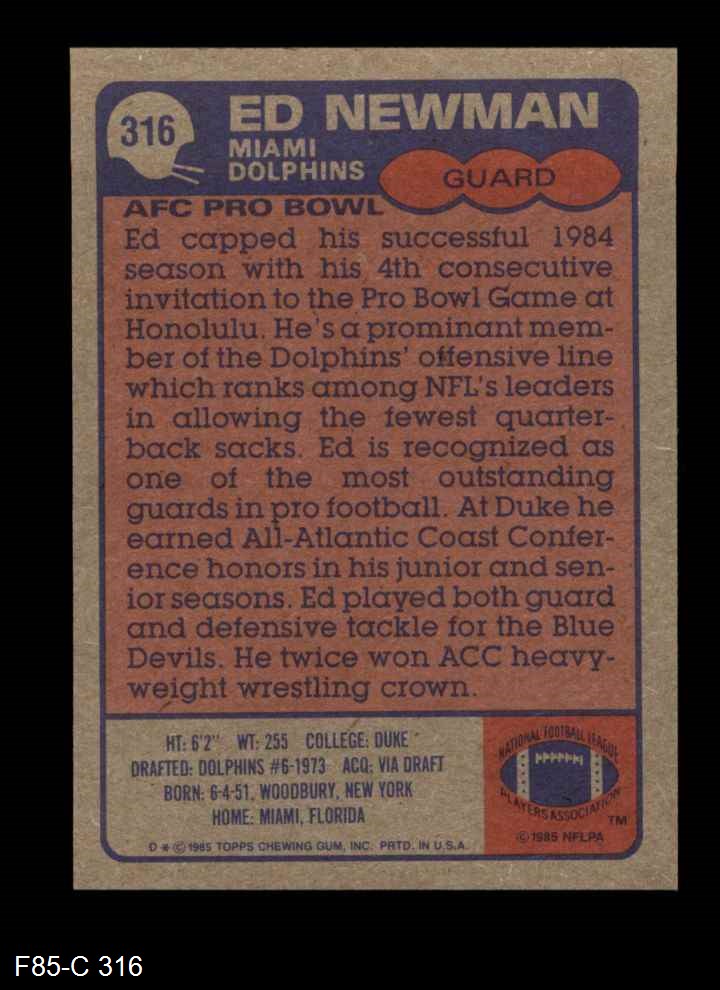 316
ED NEWMAN
MIAMI
DOLPHINS
GUARD
AFC PRO BOWL
Ed capped his successful 1984
season with his 4th consecutive
invitation to the Pro Bowl Game at
Honolulu. He's a prominant mem-
ber of the Dolphins' offensive line
which ranks among NFL's leaders
in allowing the fewest quarter-
back sacks. Ed is recognized as
one of the most outstanding
guards in pro football. At Duke he
earned All-Atlantic Coast Confer-
ence honors in his junior and sen-
ior seasons. Ed played both guard
and defensive tackle for the Blue
Devils. He twice won ACC heavy-
weight wrestling crown.
HT: 6'2" WT: 255 COLLEGE: DUKE
DRAFTED: DOLPHINS #6-1973 ACQ: VIA DRAFT
BORN: 6-4-51, WOODBURY, NEW YORK
HOME: MIAMI, FLORIDA
D * © 1985 TOPPS CHEWING GUM, INC. PRTD. IN U.S.A.
NATIONAL FOOTBALL LEAGUE
PLAYERS ASSOCIATION
TM
© 1985 NFLPA
F85-C 316